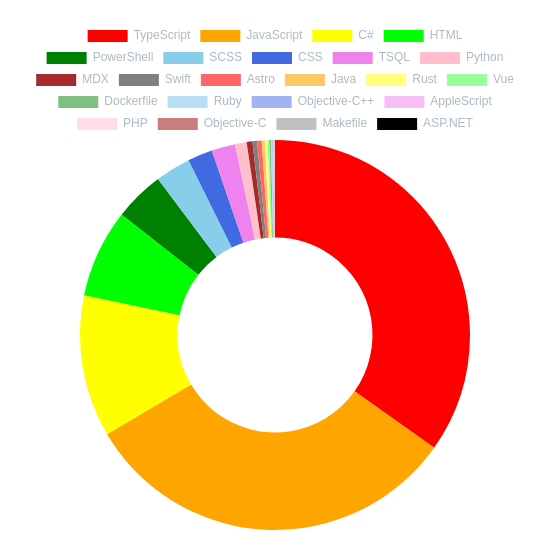 TypeScript JavaScript C# HTML
PowerShell SCSS CSS TSQL Python
MDX Swift Astro Java Rust Vue
Dockerfile Ruby Objective-C++ AppleScript
PHP Objective-C Makefile ASP.NET